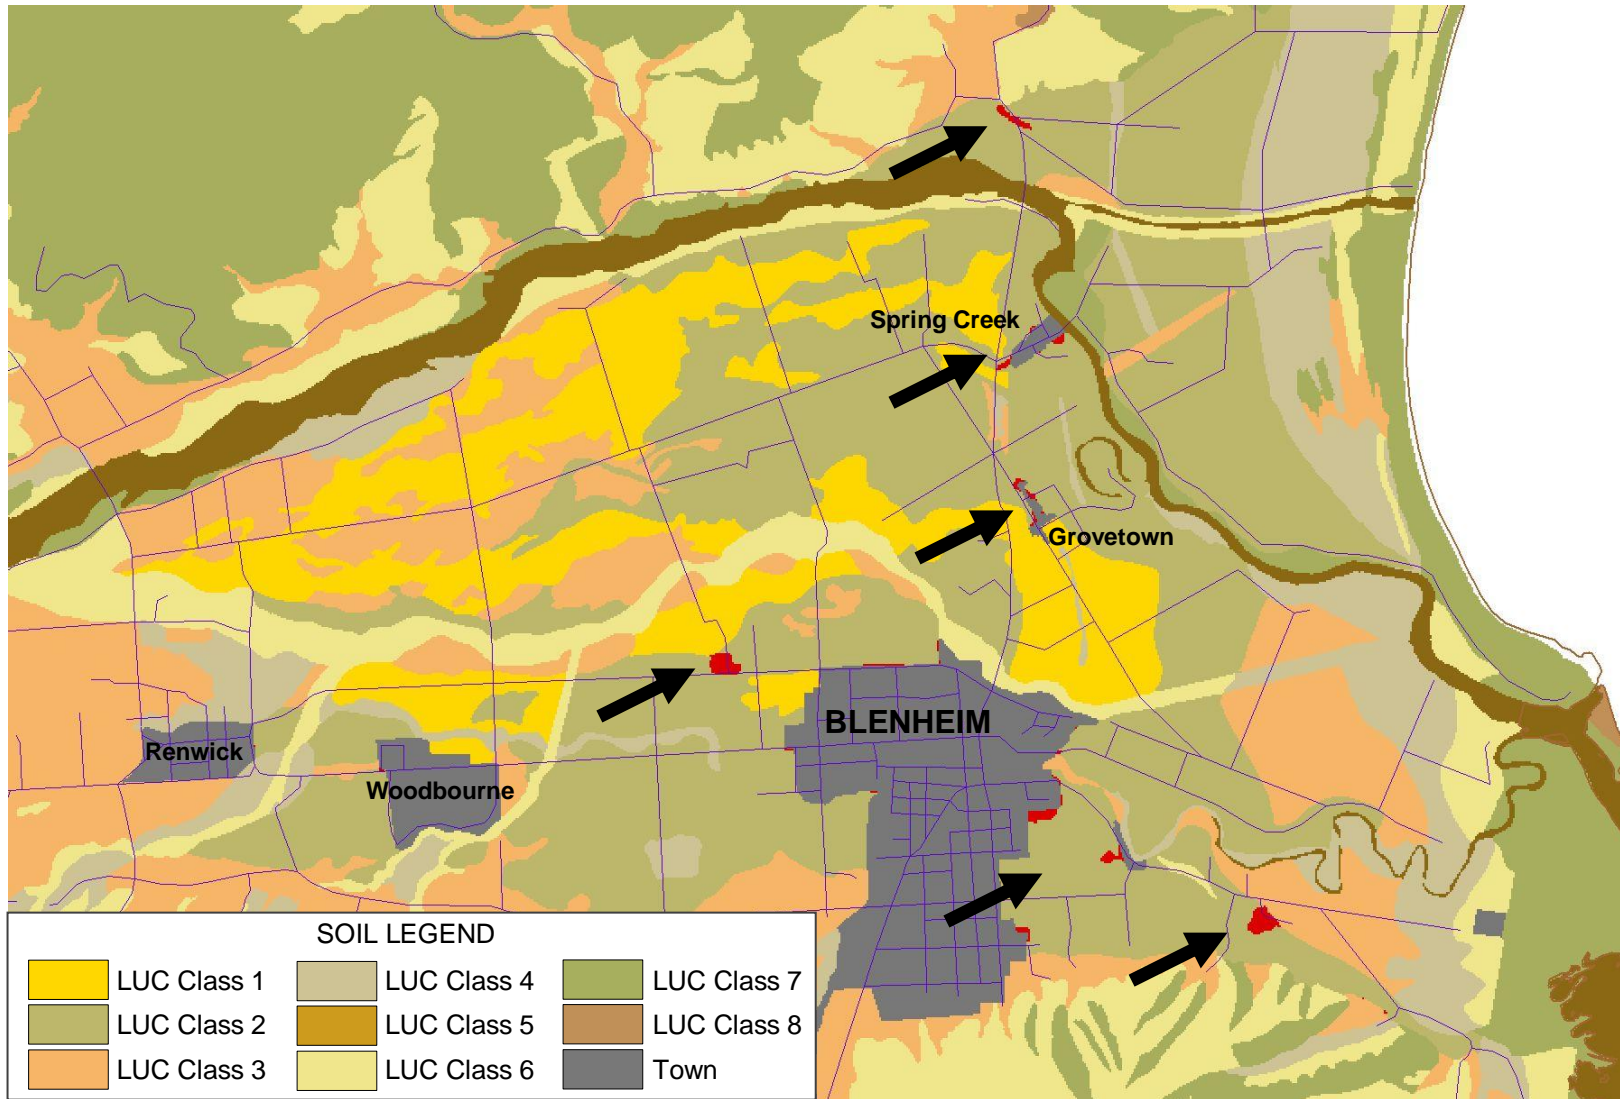 Spring Creek
Grovetown
BLENHEIM
Renwick
Woodbourne
SOIL LEGEND
LUC Class 1
LUC Class 4
LUC Class 7
LUC Class 2
LUC Class 5
LUC Class 8
LUC Class 3
LUC Class 6
Town